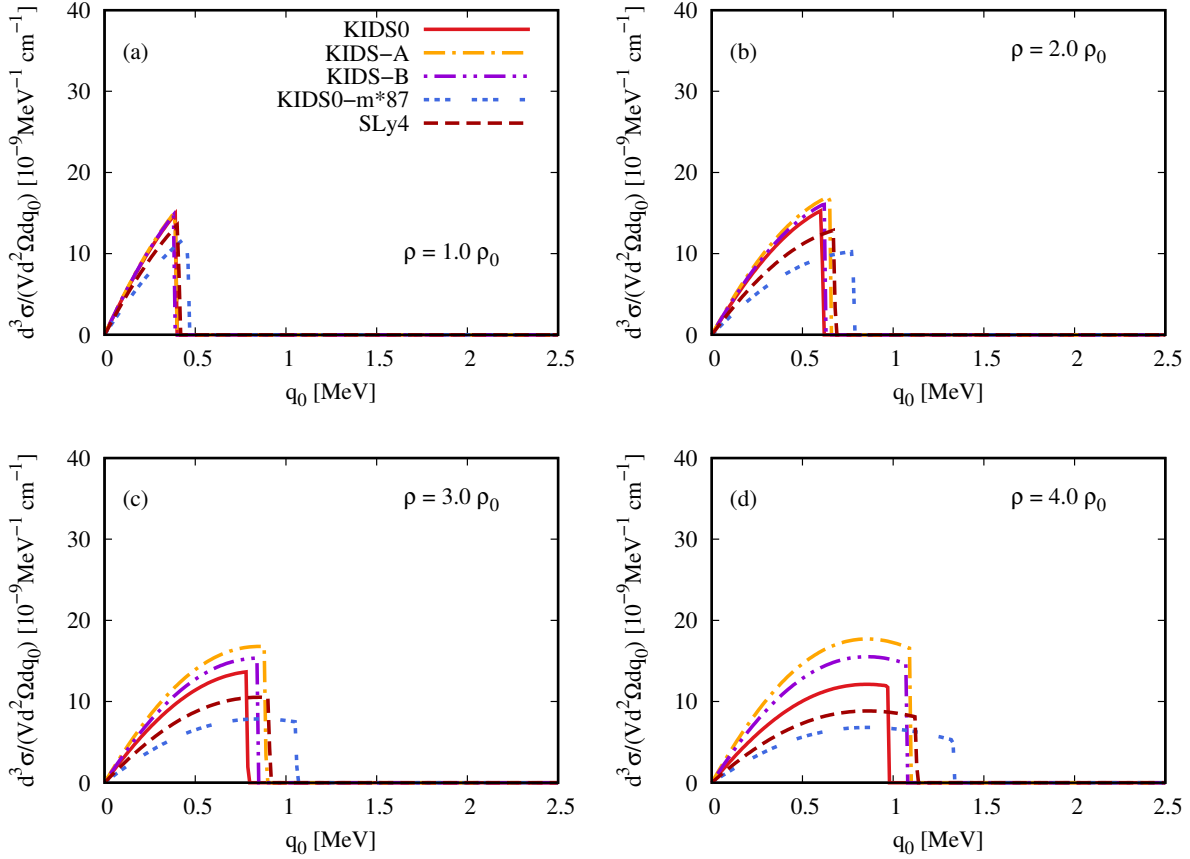 (a)
KIDS0
KIDS−A
KIDS−B
KIDS0−m*87
SLy4
ρ = 1.0 ρ0
d3σ/(Vd2Ωdq0) [10−9MeV−1 cm−1]
40
30
20
10
0
0 0.5 1 1.5 2 2.5
q0 [MeV]
(b)
ρ = 2.0 ρ0
d3σ/(Vd2Ωdq0) [10−9MeV−1 cm−1]
40
30
20
10
0
0 0.5 1 1.5 2 2.5
q0 [MeV]
(c)
ρ = 3.0 ρ0
d3σ/(Vd2Ωdq0) [10−9MeV−1 cm−1]
40
30
20
10
0
0 0.5 1 1.5 2 2.5
q0 [MeV]
(d)
ρ = 4.0 ρ0
d3σ/(Vd2Ωdq0) [10−9MeV−1 cm−1]
40
30
20
10
0
0 0.5 1 1.5 2 2.5
q0 [MeV]